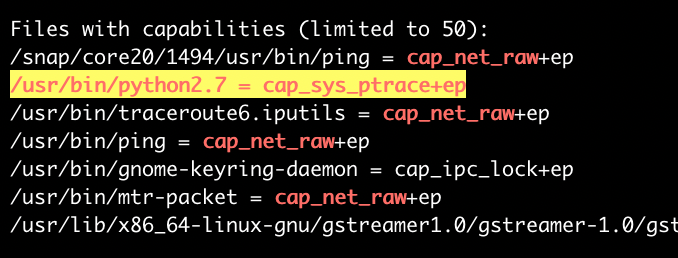 Files with capabilities (limited to 50):
/snap/core20/1494/usr/bin/ping = cap_net_raw+ep
/usr/bin/python2.7 = cap_sys_ptrace+ep
/usr/bin/traceroute6.iputils = cap_net_raw+ep
/usr/bin/ping = cap_net_raw+ep
/usr/bin/gnome-keyring-daemon = cap_ipc_lock+ep
/usr/bin/mtr-packet = cap_net_raw+ep
/usr/lib/x86_64-linux-gnu/gstreamer1.0/gstreamer-1.0/gst